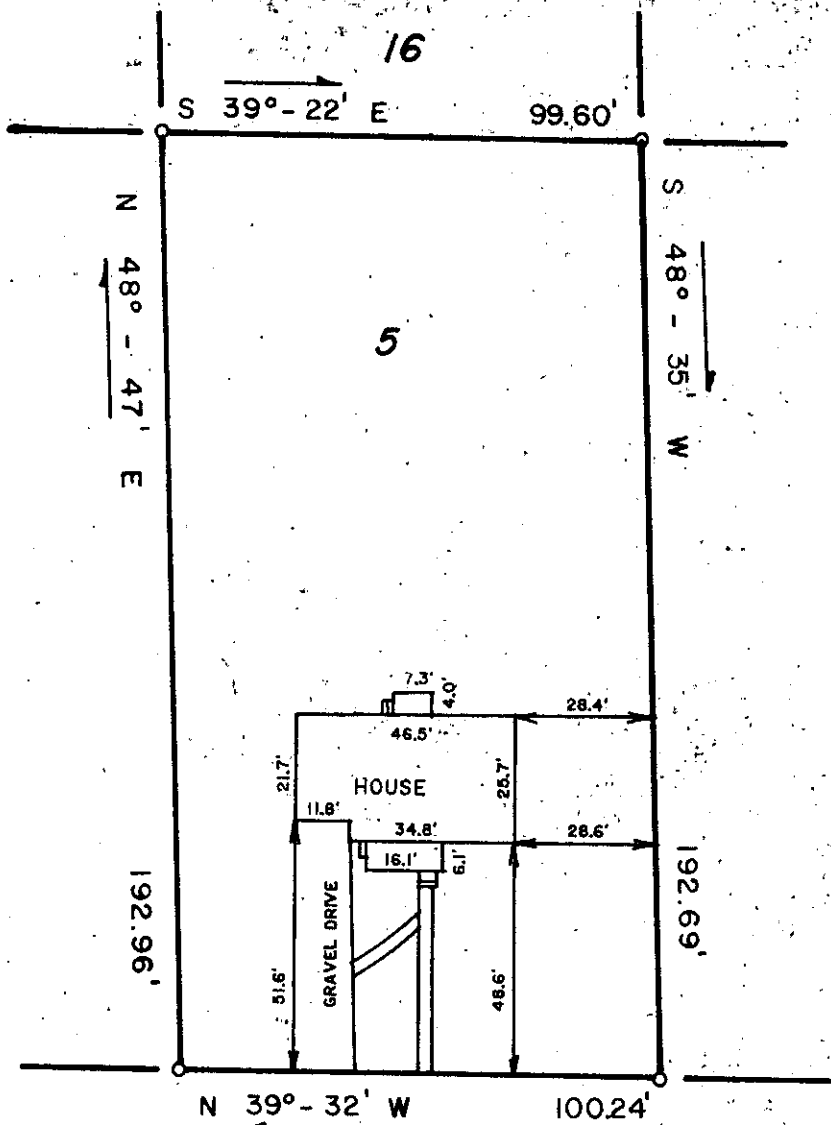 16
S 39° - 22' E 99.60'
N 48° - 47' E
S 48° - 35' W
5
7.3'
4.0'
28.4'
46.5'
21.7'
HOUSE
25.7'
11.8'
34.8'
28.6'
16.1'
6.1'
192.96'
192.69'
GRAVEL DRIVE
51.6'
48.6'
N 39° - 32' W 100.24'